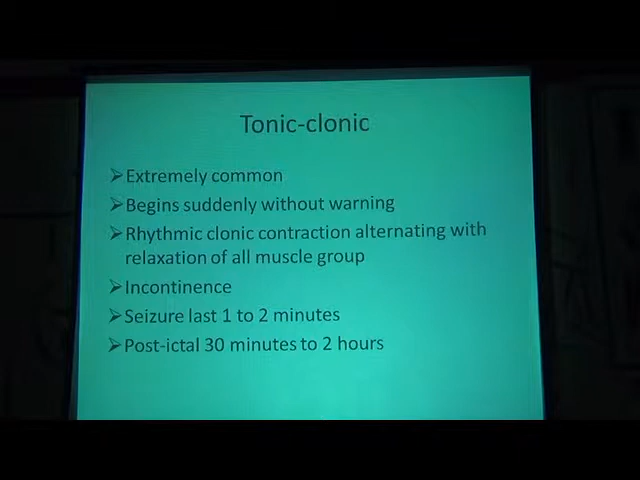 Tonic-clonic
➢Extremely common
➢Begins suddenly without warning
➢Rhythmic clonic contraction alternating with
relaxation of all muscle group
➢Incontinence
➢Seizure last 1 to 2 minutes
➢Post-ictal 30 minutes to 2 hours